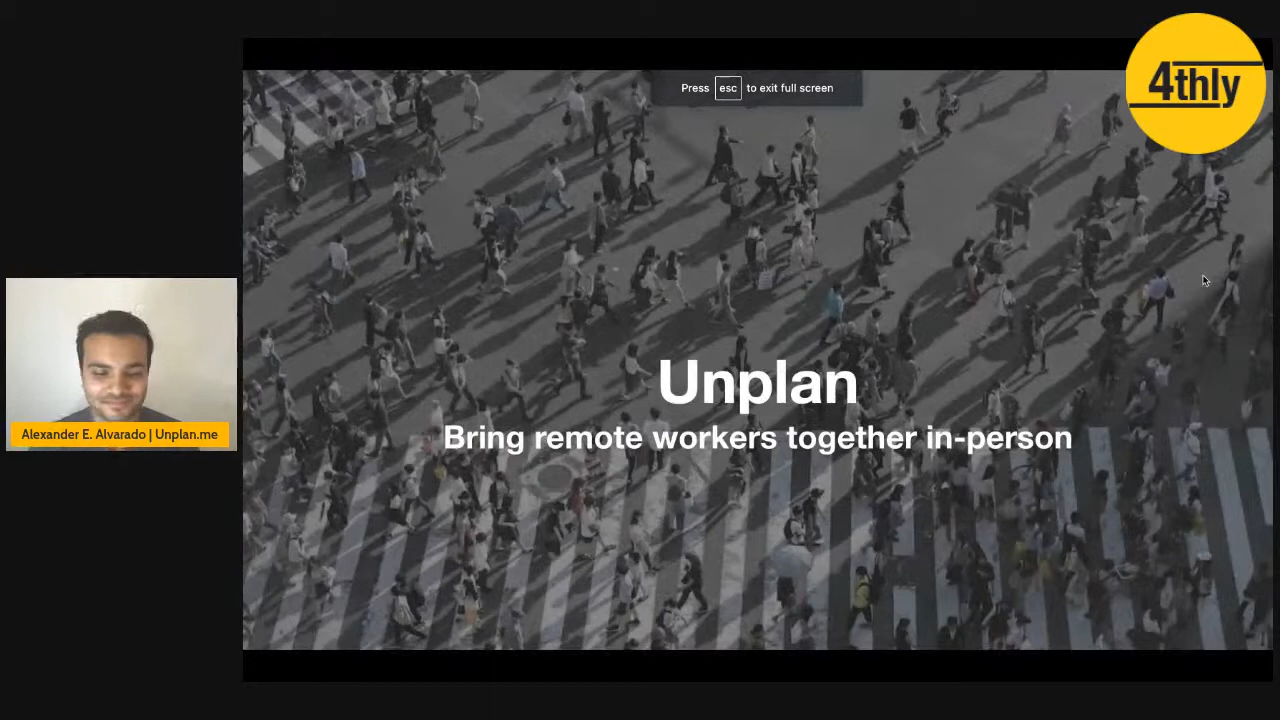 Press esc to exit full screen
4thly
Unplan
Bring remote workers together in-person
Alexander E. Alvarado | Unplan.me